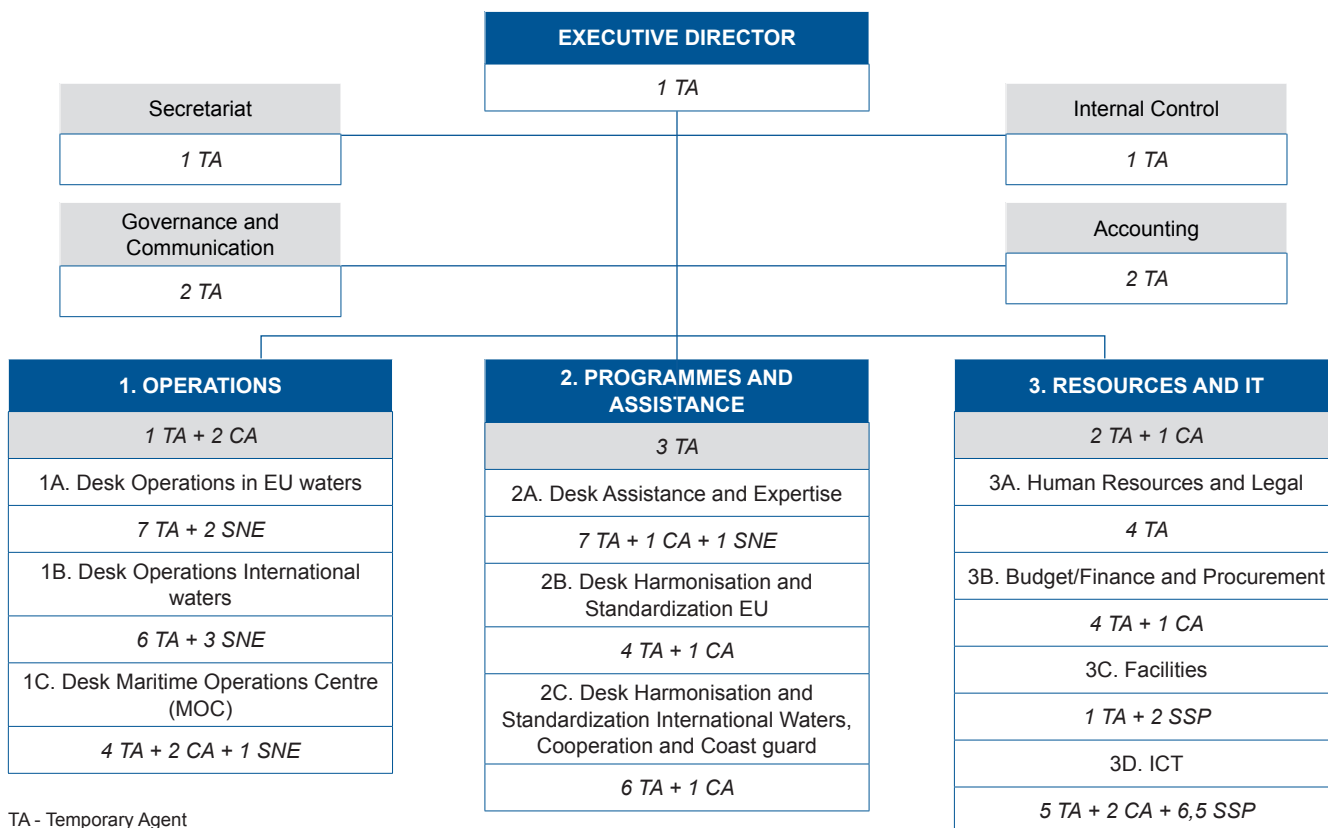 EXECUTIVE DIRECTOR
1 TA
Secretariat
1 TA
Internal Control
1 TA
Governance and
Communication
2 TA
Accounting
2 TA
1. OPERATIONS
1 TA + 2 CA
1A. Desk Operations in EU waters
7 TA + 2 SNE
1B. Desk Operations International
waters
6 TA + 3 SNE
1C. Desk Maritime Operations Centre
(MOC)
4 TA + 2 CA + 1 SNE
2. PROGRAMMES AND
ASSISTANCE
3 TA
2A. Desk Assistance and Expertise
7 TA + 1 CA + 1 SNE
2B. Desk Harmonisation and
Standardization EU
4 TA + 1 CA
2C. Desk Harmonisation and
Standardization International Waters,
Cooperation and Coast guard
6 TA + 1 CA
3. RESOURCES AND IT
2 TA + 1 CA
3A. Human Resources and Legal
4 TA
3B. Budget/Finance and Procurement
4 TA + 1 CA
3C. Facilities
1 TA + 2 SSP
3D. ICT
5 TA + 2 CA + 6,5 SSP
TA - Temporary Agent